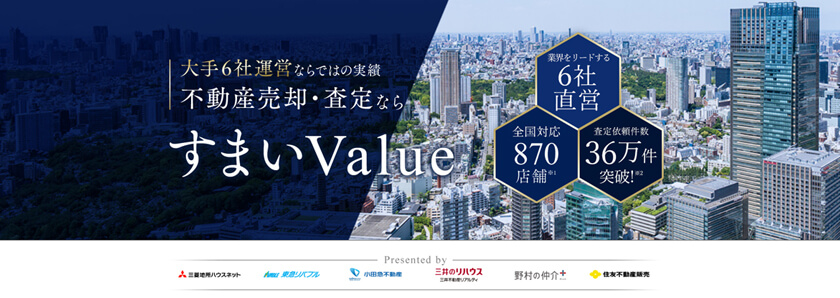 大手6社運営ならではの実績
不動産売却・査定なら
すまいValue
業界をリードする
6社
直営
全国対応
870
店舗※1
査定依頼件数
36万件
突破!※2
Presented by
三菱地所ハウスネット
東急リバブル
小田急不動産
三井のリハウス
三井不動産リアルティ
野村の仲介+
住友不動産販売